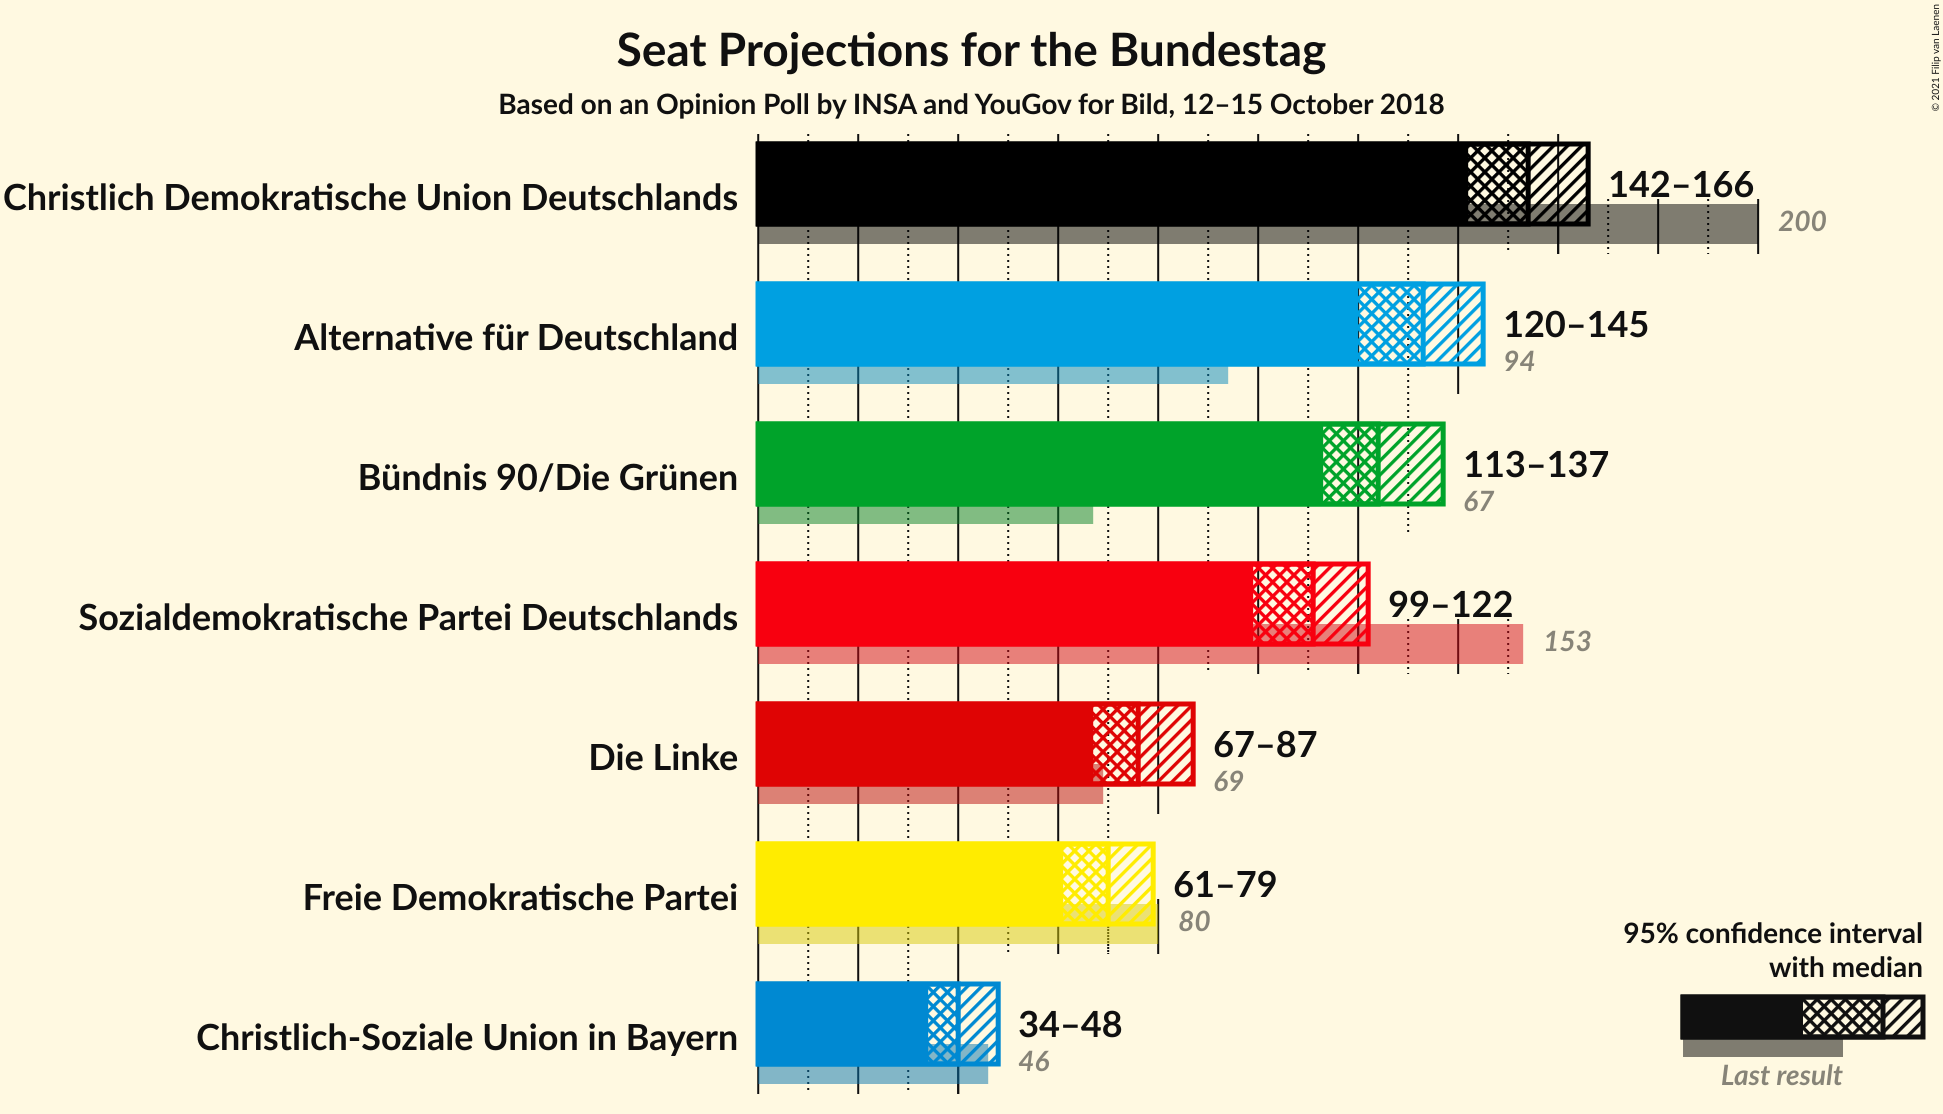 Seat Projections for the Bundestag
Based on an Opinion Poll by INSA and YouGov for Bild, 12–15 October 2018
© 2021 Filip van Laenen
Christlich Demokratische Union Deutschlands
142–166
200
Alternative für Deutschland
120–145
94
Bündnis 90/Die Grünen
113–137
67
Sozialdemokratische Partei Deutschlands
99–122
153
Die Linke
67–87
69
Freie Demokratische Partei
61–79
80
Christlich-Soziale Union in Bayern
34–48
46
95% confidence interval
with median
Last result